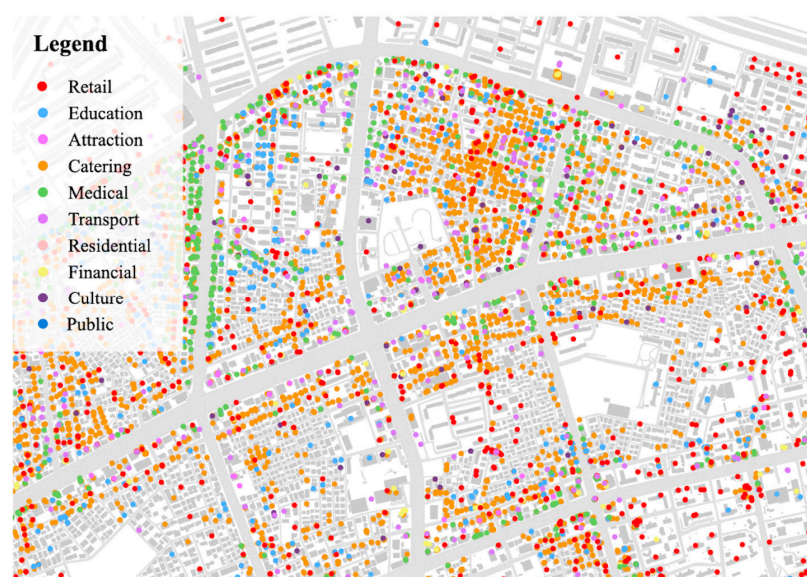 Legend
Retail
Education
Attraction
Catering
Medical
Transport
Residential
Financial
Culture
Public